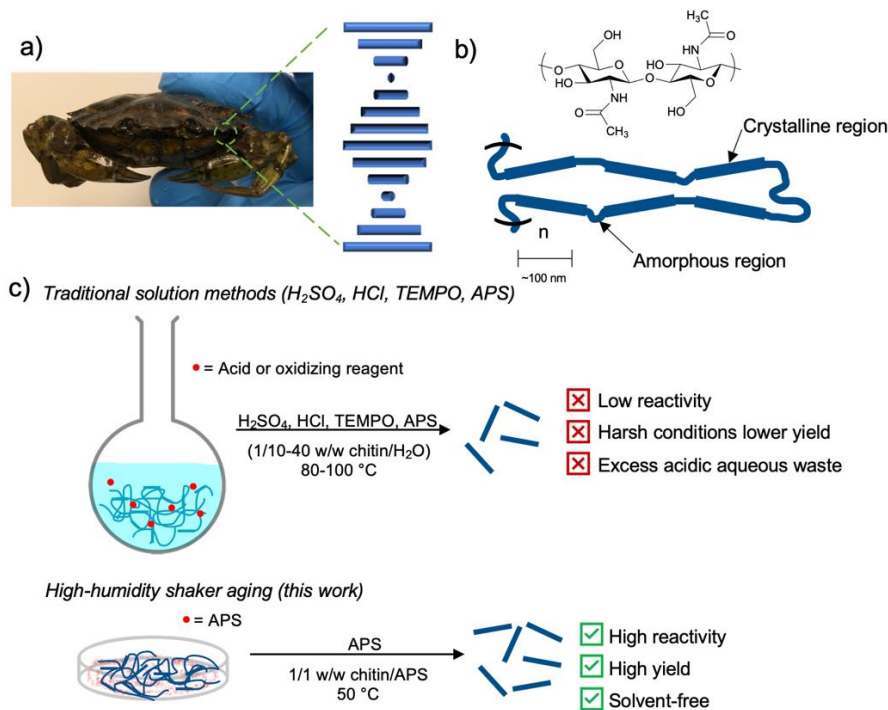 a)
b)
H₃C
O
OH
HO
NH
O
O
HO
O
O
O
NH
HO
O
CH₃
Crystalline region
n
Amorphous region
~100 nm
c)
Traditional solution methods (H₂SO₄, HCl, TEMPO, APS)
= Acid or oxidizing reagent
H₂SO₄, HCl, TEMPO, APS
(1/10-40 w/w chitin/H₂O)
80-100 °C
Low reactivity
Harsh conditions lower yield
Excess acidic aqueous waste
High-humidity shaker aging (this work)
= APS
APS
1/1 w/w chitin/APS
50 °C
High reactivity
High yield
Solvent-free